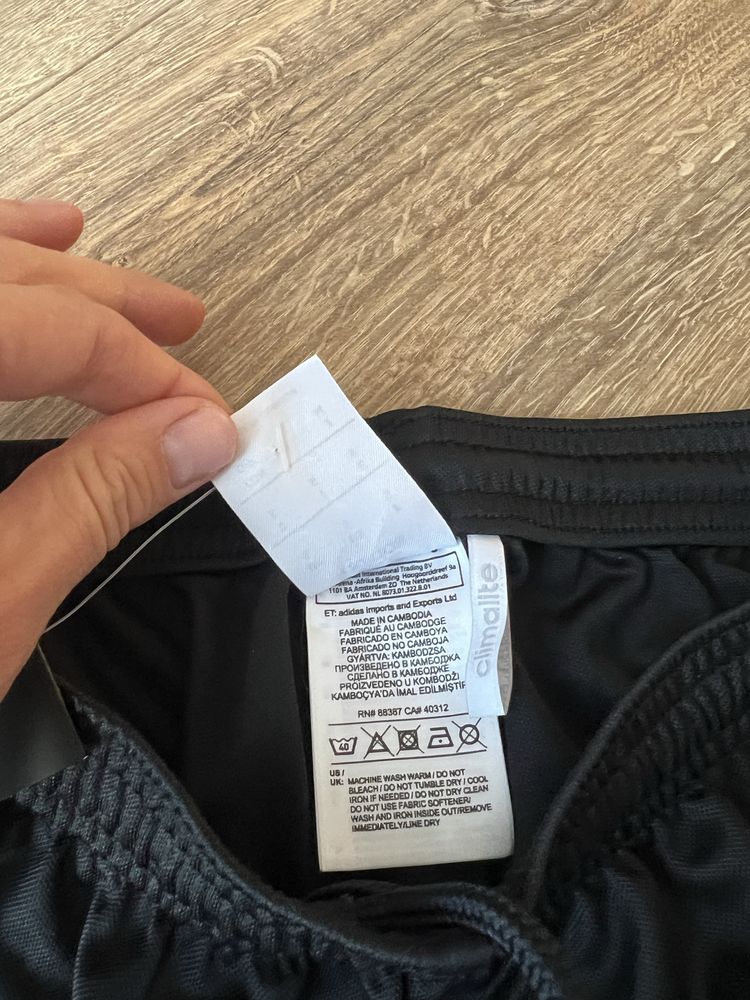 International Trading BV
-Afrika Building Hoogoorddreef 9a
1101 BA Amsterdam ZO The Netherlands
VAT NO. NL 8073.01.322.B.01
ET: adidas Imports and Exports Ltd
MADE IN CAMBODIA
FABRIQUÉ AU CAMBODGE
FABRICADO EN CAMBOYA
FABRICADO NO CAMBOJA
GYÁRTVA: KAMBODZSA
ПРОИЗВЕДЕНО В КАМБОДЖА
СДЕЛАНО В КАМБОДЖЕ
PROIZVEDENO U KOMBODŽI
KAMBOÇYA'DA İMAL EDİLMİŞTİR
RN# 88387 CA# 40312
40
US /
UK: MACHINE WASH WARM / DO NOT
BLEACH / DO NOT TUMBLE DRY / COOL
IRON IF NEEDED / DO NOT DRY CLEAN
DO NOT USE FABRIC SOFTENER/
WASH AND IRON INSIDE OUT/REMOVE
IMMEDIATELY/LINE DRY
climalite